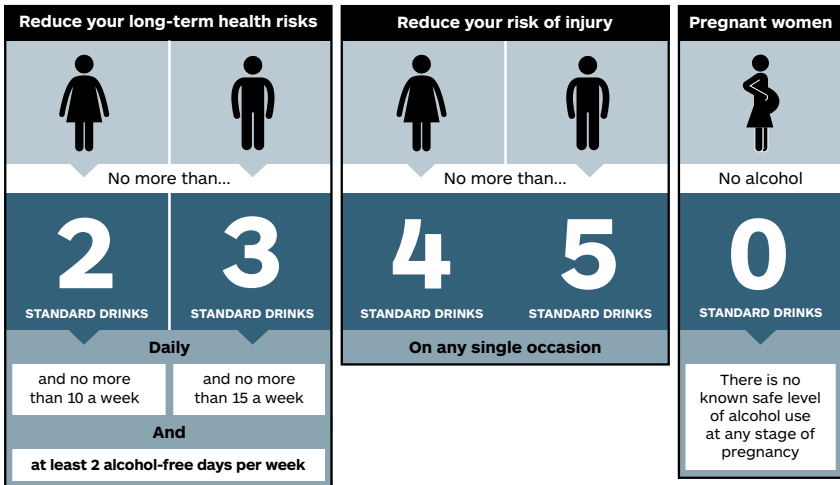 Reduce your long-term health risks
No more than...
2
STANDARD DRINKS
3
STANDARD DRINKS
Daily
and no more
than 10 a week
and no more
than 15 a week
And
at least 2 alcohol-free days per week
Reduce your risk of injury
No more than...
4
STANDARD DRINKS
5
STANDARD DRINKS
On any single occasion
Pregnant women
No alcohol
0
STANDARD DRINKS
There is no
known safe level
of alcohol use
at any stage of
pregnancy